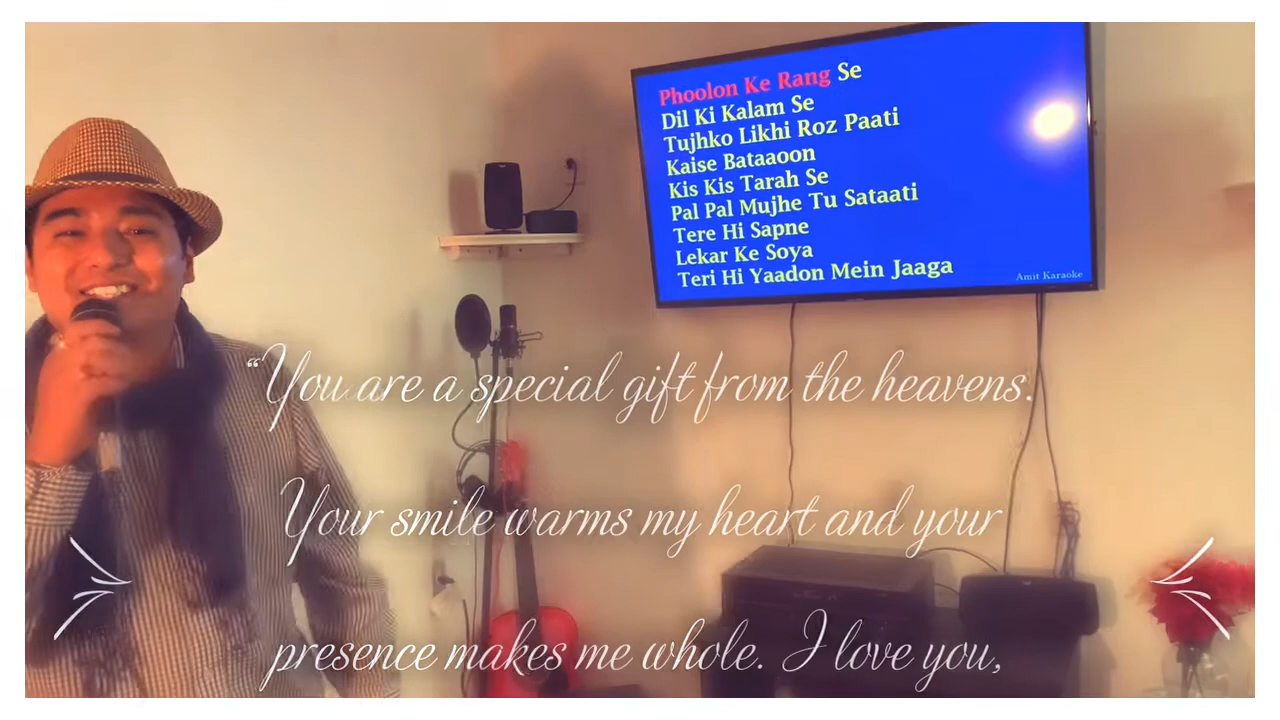 Phoolon Ke Rang Se
Dil Ki Kalam Se
Tujhko Likhi Roz Paati
Kaise Bataaoon
Kis Kis Tarah Se
Pal Pal Mujhe Tu Sataati
Tere Hi Sapne
Lekar Ke Soya
Teri Hi Yaadon Mein Jaaga
Amit Karaoke
“You are a special gift from the heavens.
Your smile warms my heart and your
presence makes me whole. I love you,